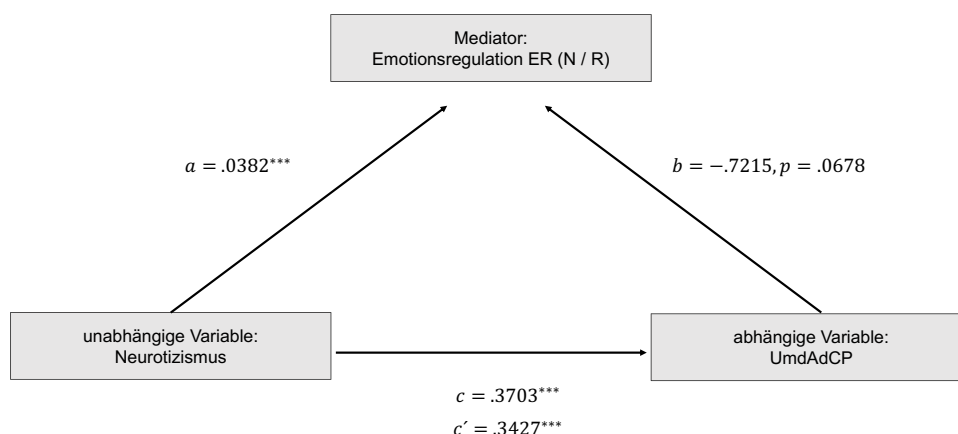 Mediator:
Emotionsregulation ER (N / R)
a = .0382***
b = −.7215, p = .0678
unabhängige Variable:
Neurotizismus
abhängige Variable:
UmdAdCP
c = .3703***
c´ = .3427***